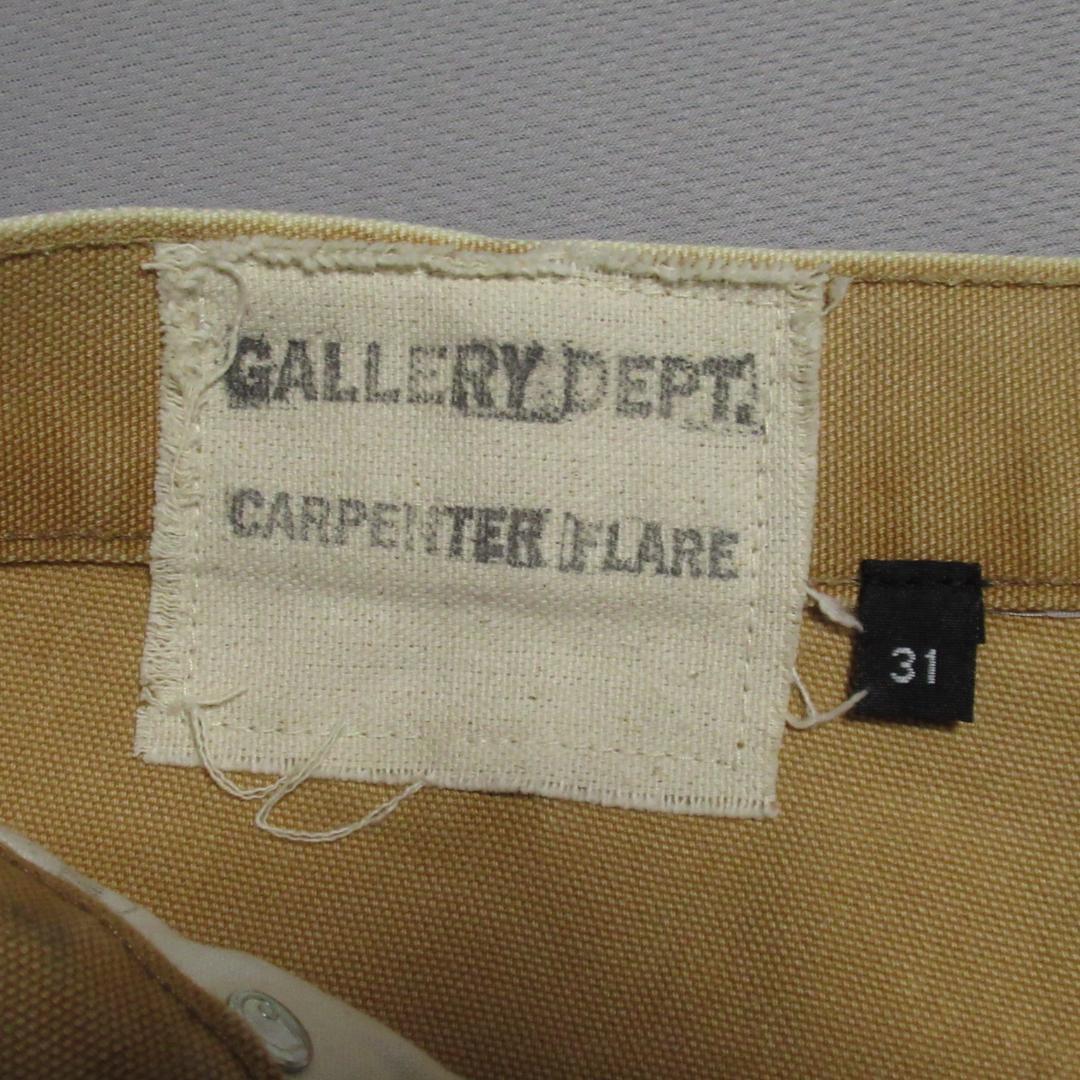 GALLERY DEPT.
CARPENTER FLARE
31